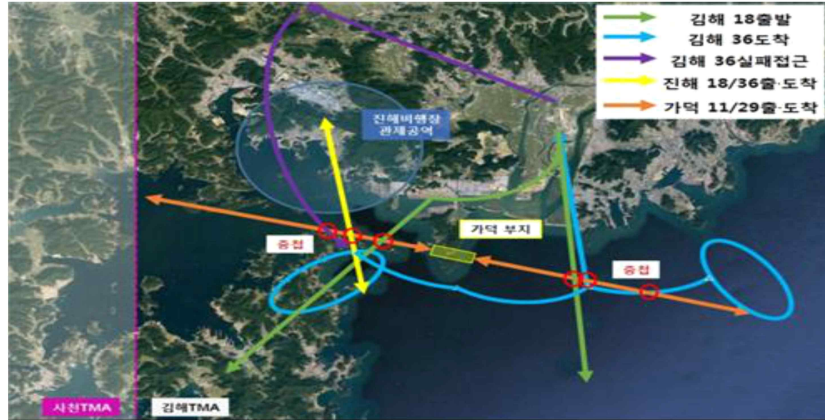 김해 18출발
김해 36도착
김해 36실패접근
진해 18/36출·도착
가덕 11/29출·도착
진해비행장
관제공역
가덕 부지
중첩
중첩
사천TMA
김해TMA